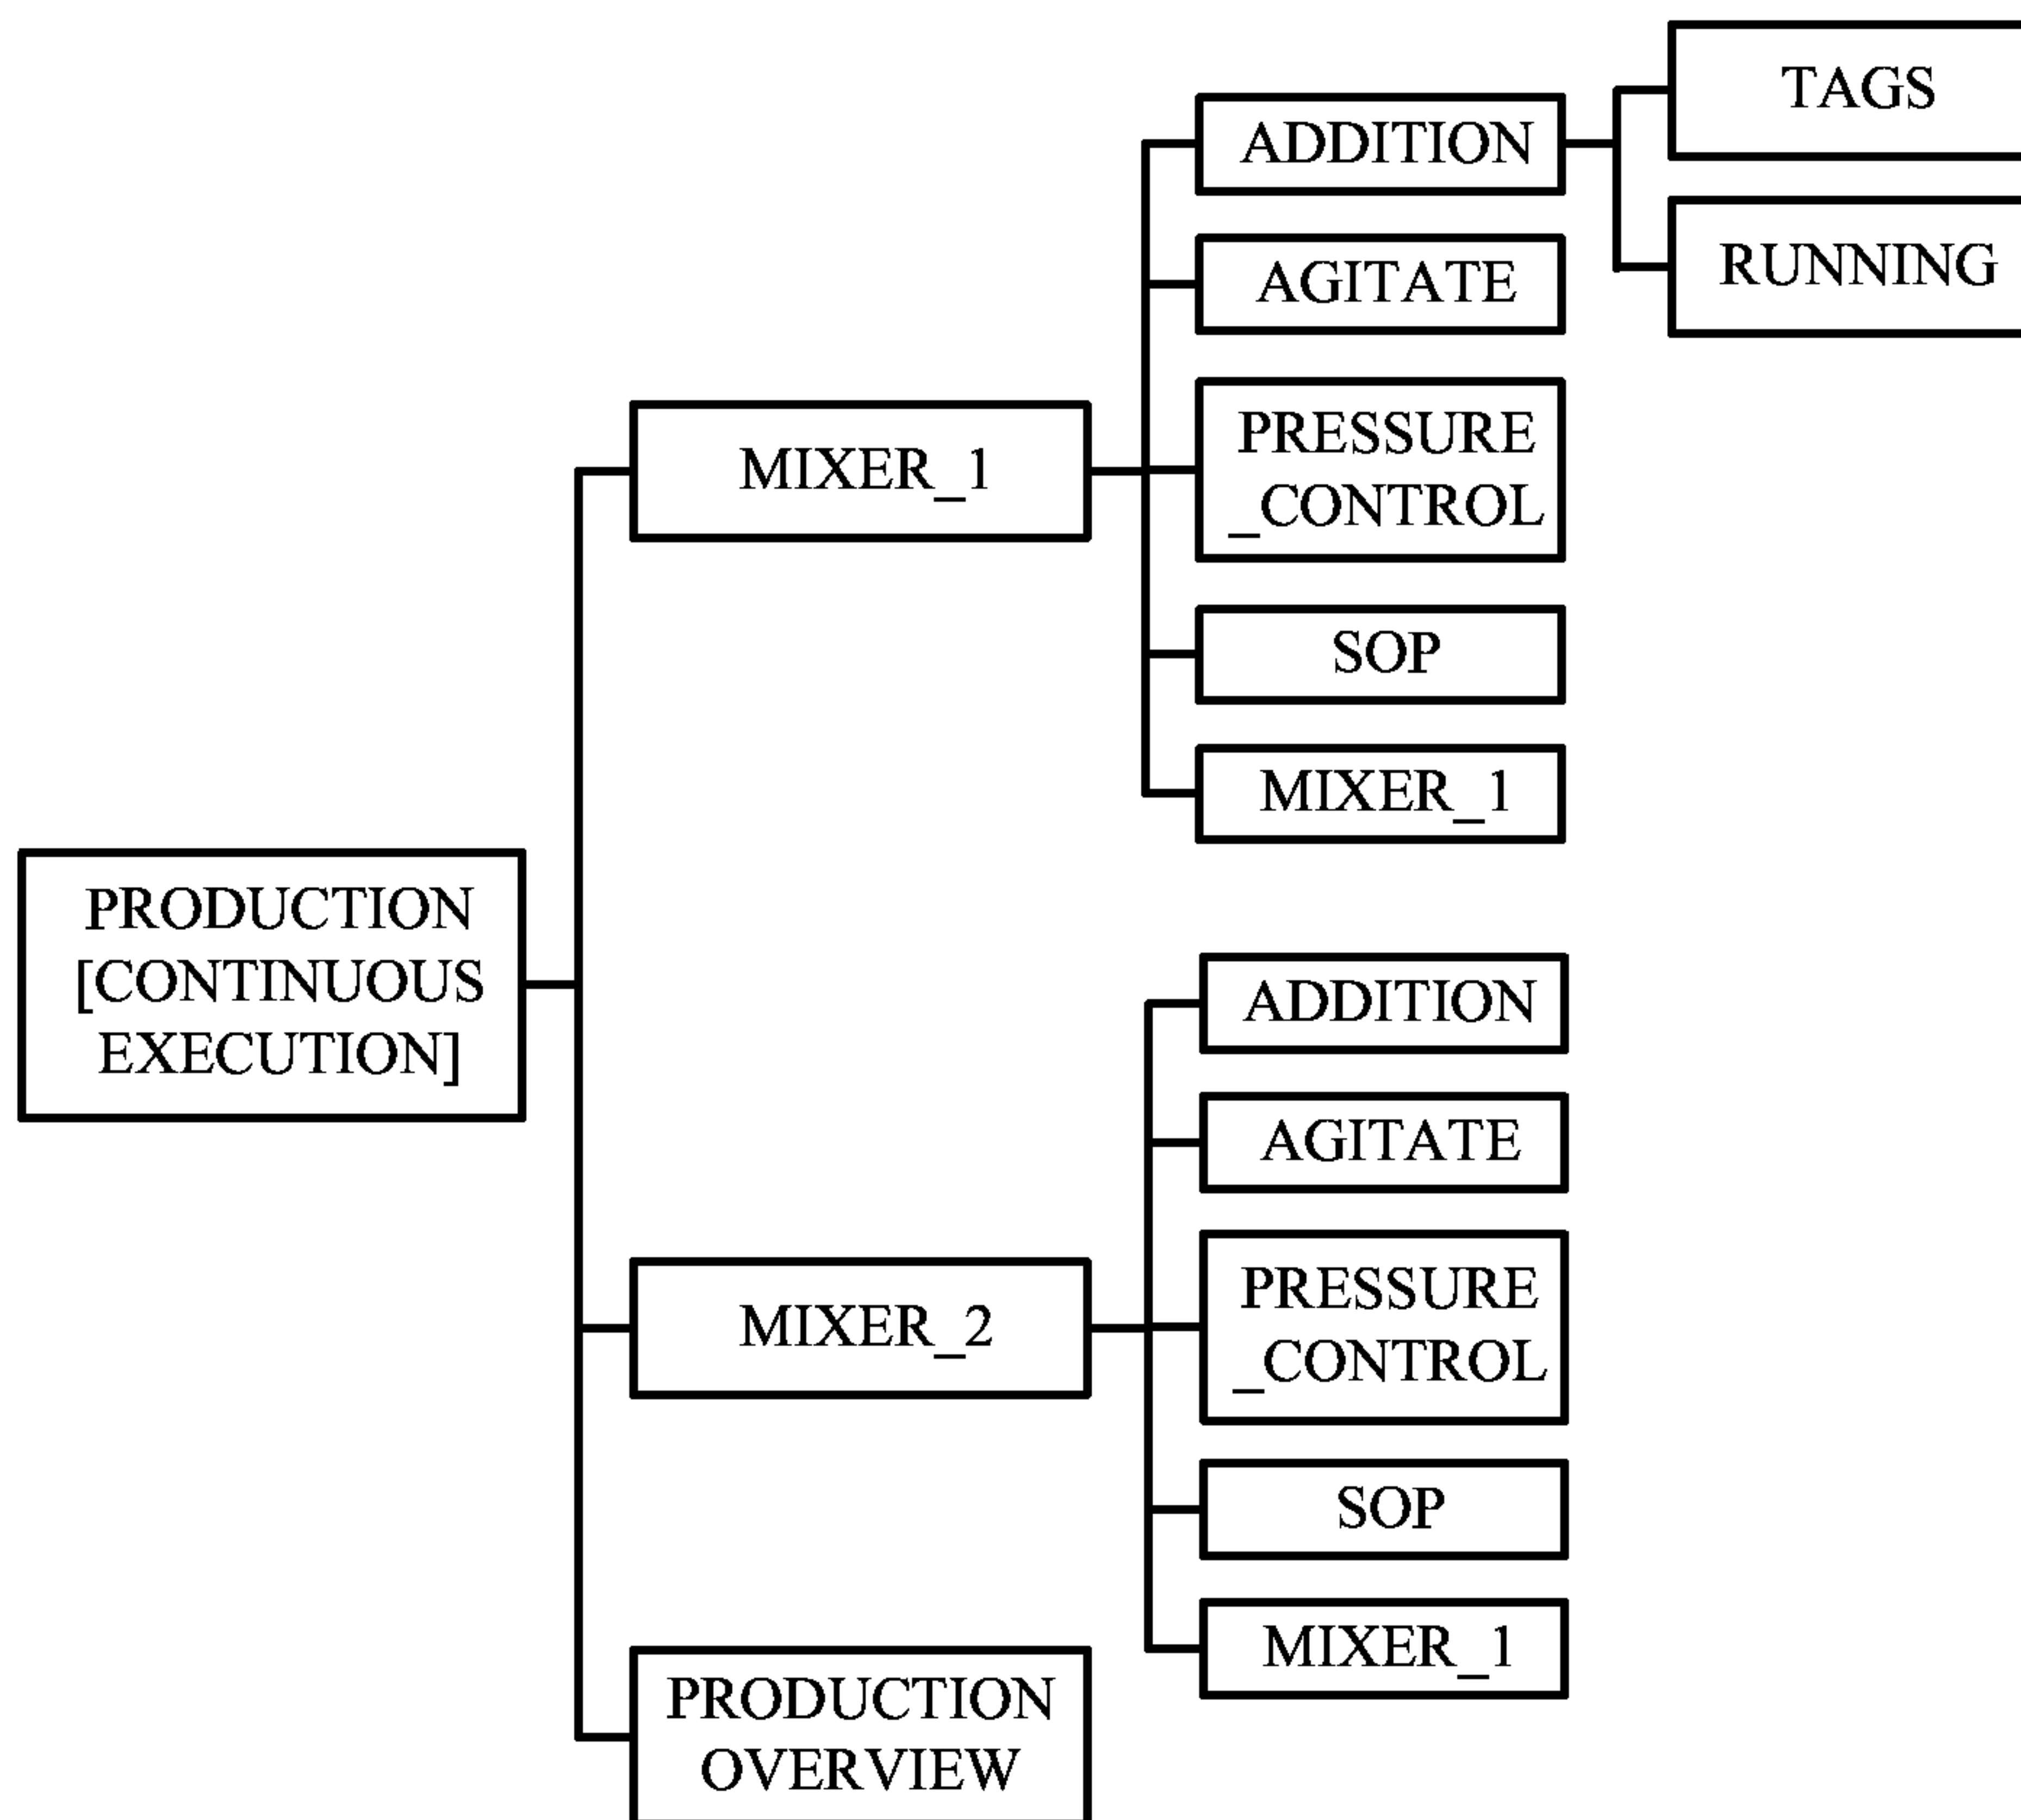 PRODUCTION
[CONTINUOUS
EXECUTION]
MIXER_1
ADDITION
TAGS
RUNNING
AGITATE
PRESSURE
_CONTROL
SOP
MIXER_1
MIXER_2
ADDITION
AGITATE
PRESSURE
_CONTROL
SOP
MIXER_1
PRODUCTION
OVERVIEW